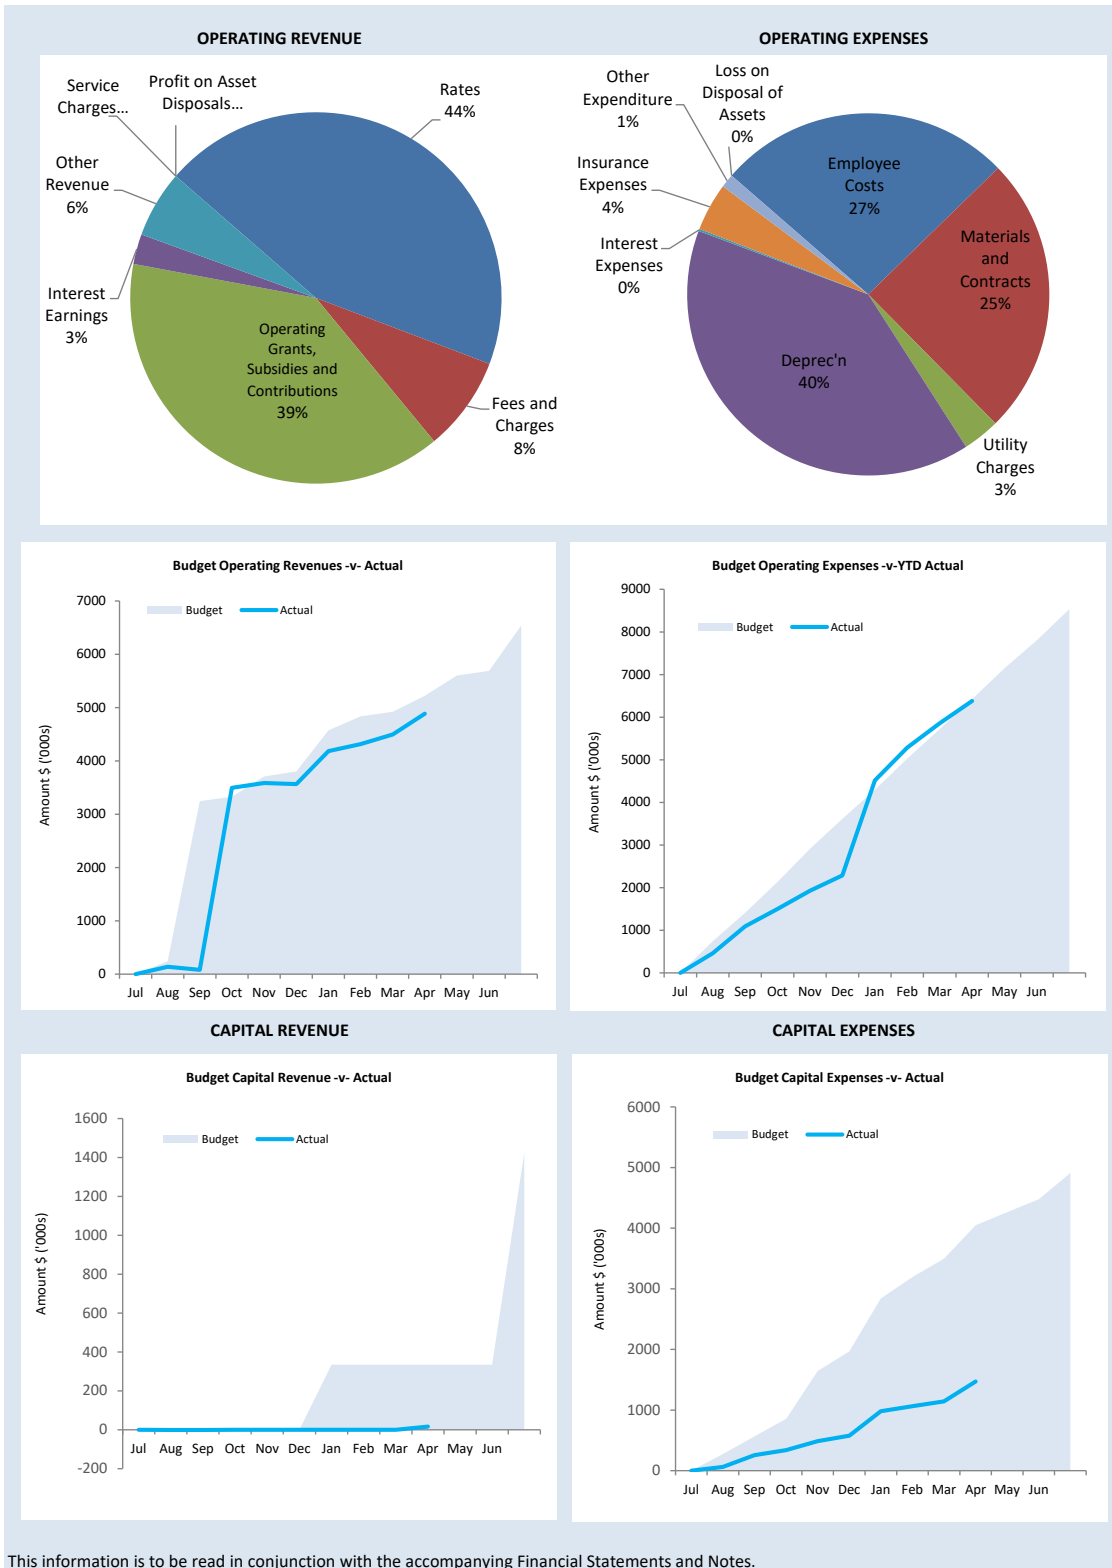 OPERATING REVENUE
OPERATING EXPENSES
Service
Charges...
Profit on Asset
Disposals...
Rates
44%
Other
Revenue
6%
Interest
Earnings
3%
Operating
Grants,
Subsidies and
Contributions
39%
Fees and
Charges
8%
Other
Expenditure
1%
Loss on
Disposal of
Assets
0%
Insurance
Expenses
4%
Interest
Expenses
0%
Employee
Costs
27%
Materials
and
Contracts
25%
Deprec'n
40%
Utility
Charges
3%
Budget Operating Revenues -v- Actual
Budget
Actual
Amount $ ('000s)
7000
6000
5000
4000
3000
2000
1000
0
Jul Aug Sep Oct Nov Dec Jan Feb Mar Apr May Jun
Budget Operating Expenses -v-YTD Actual
Budget
Actual
Amount $ ('000s)
9000
8000
7000
6000
5000
4000
3000
2000
1000
0
Jul Aug Sep Oct Nov Dec Jan Feb Mar Apr May Jun
CAPITAL REVENUE
CAPITAL EXPENSES
Budget Capital Revenue -v- Actual
Budget
Actual
Amount $ ('000s)
1600
1400
1200
1000
800
600
400
200
0
-200
Jul Aug Sep Oct Nov Dec Jan Feb Mar Apr May Jun
Budget Capital Expenses -v- Actual
Budget
Actual
Amount $ ('000s)
6000
5000
4000
3000
2000
1000
0
Jul Aug Sep Oct Nov Dec Jan Feb Mar Apr May Jun
This information is to be read in conjunction with the accompanying Financial Statements and Notes.